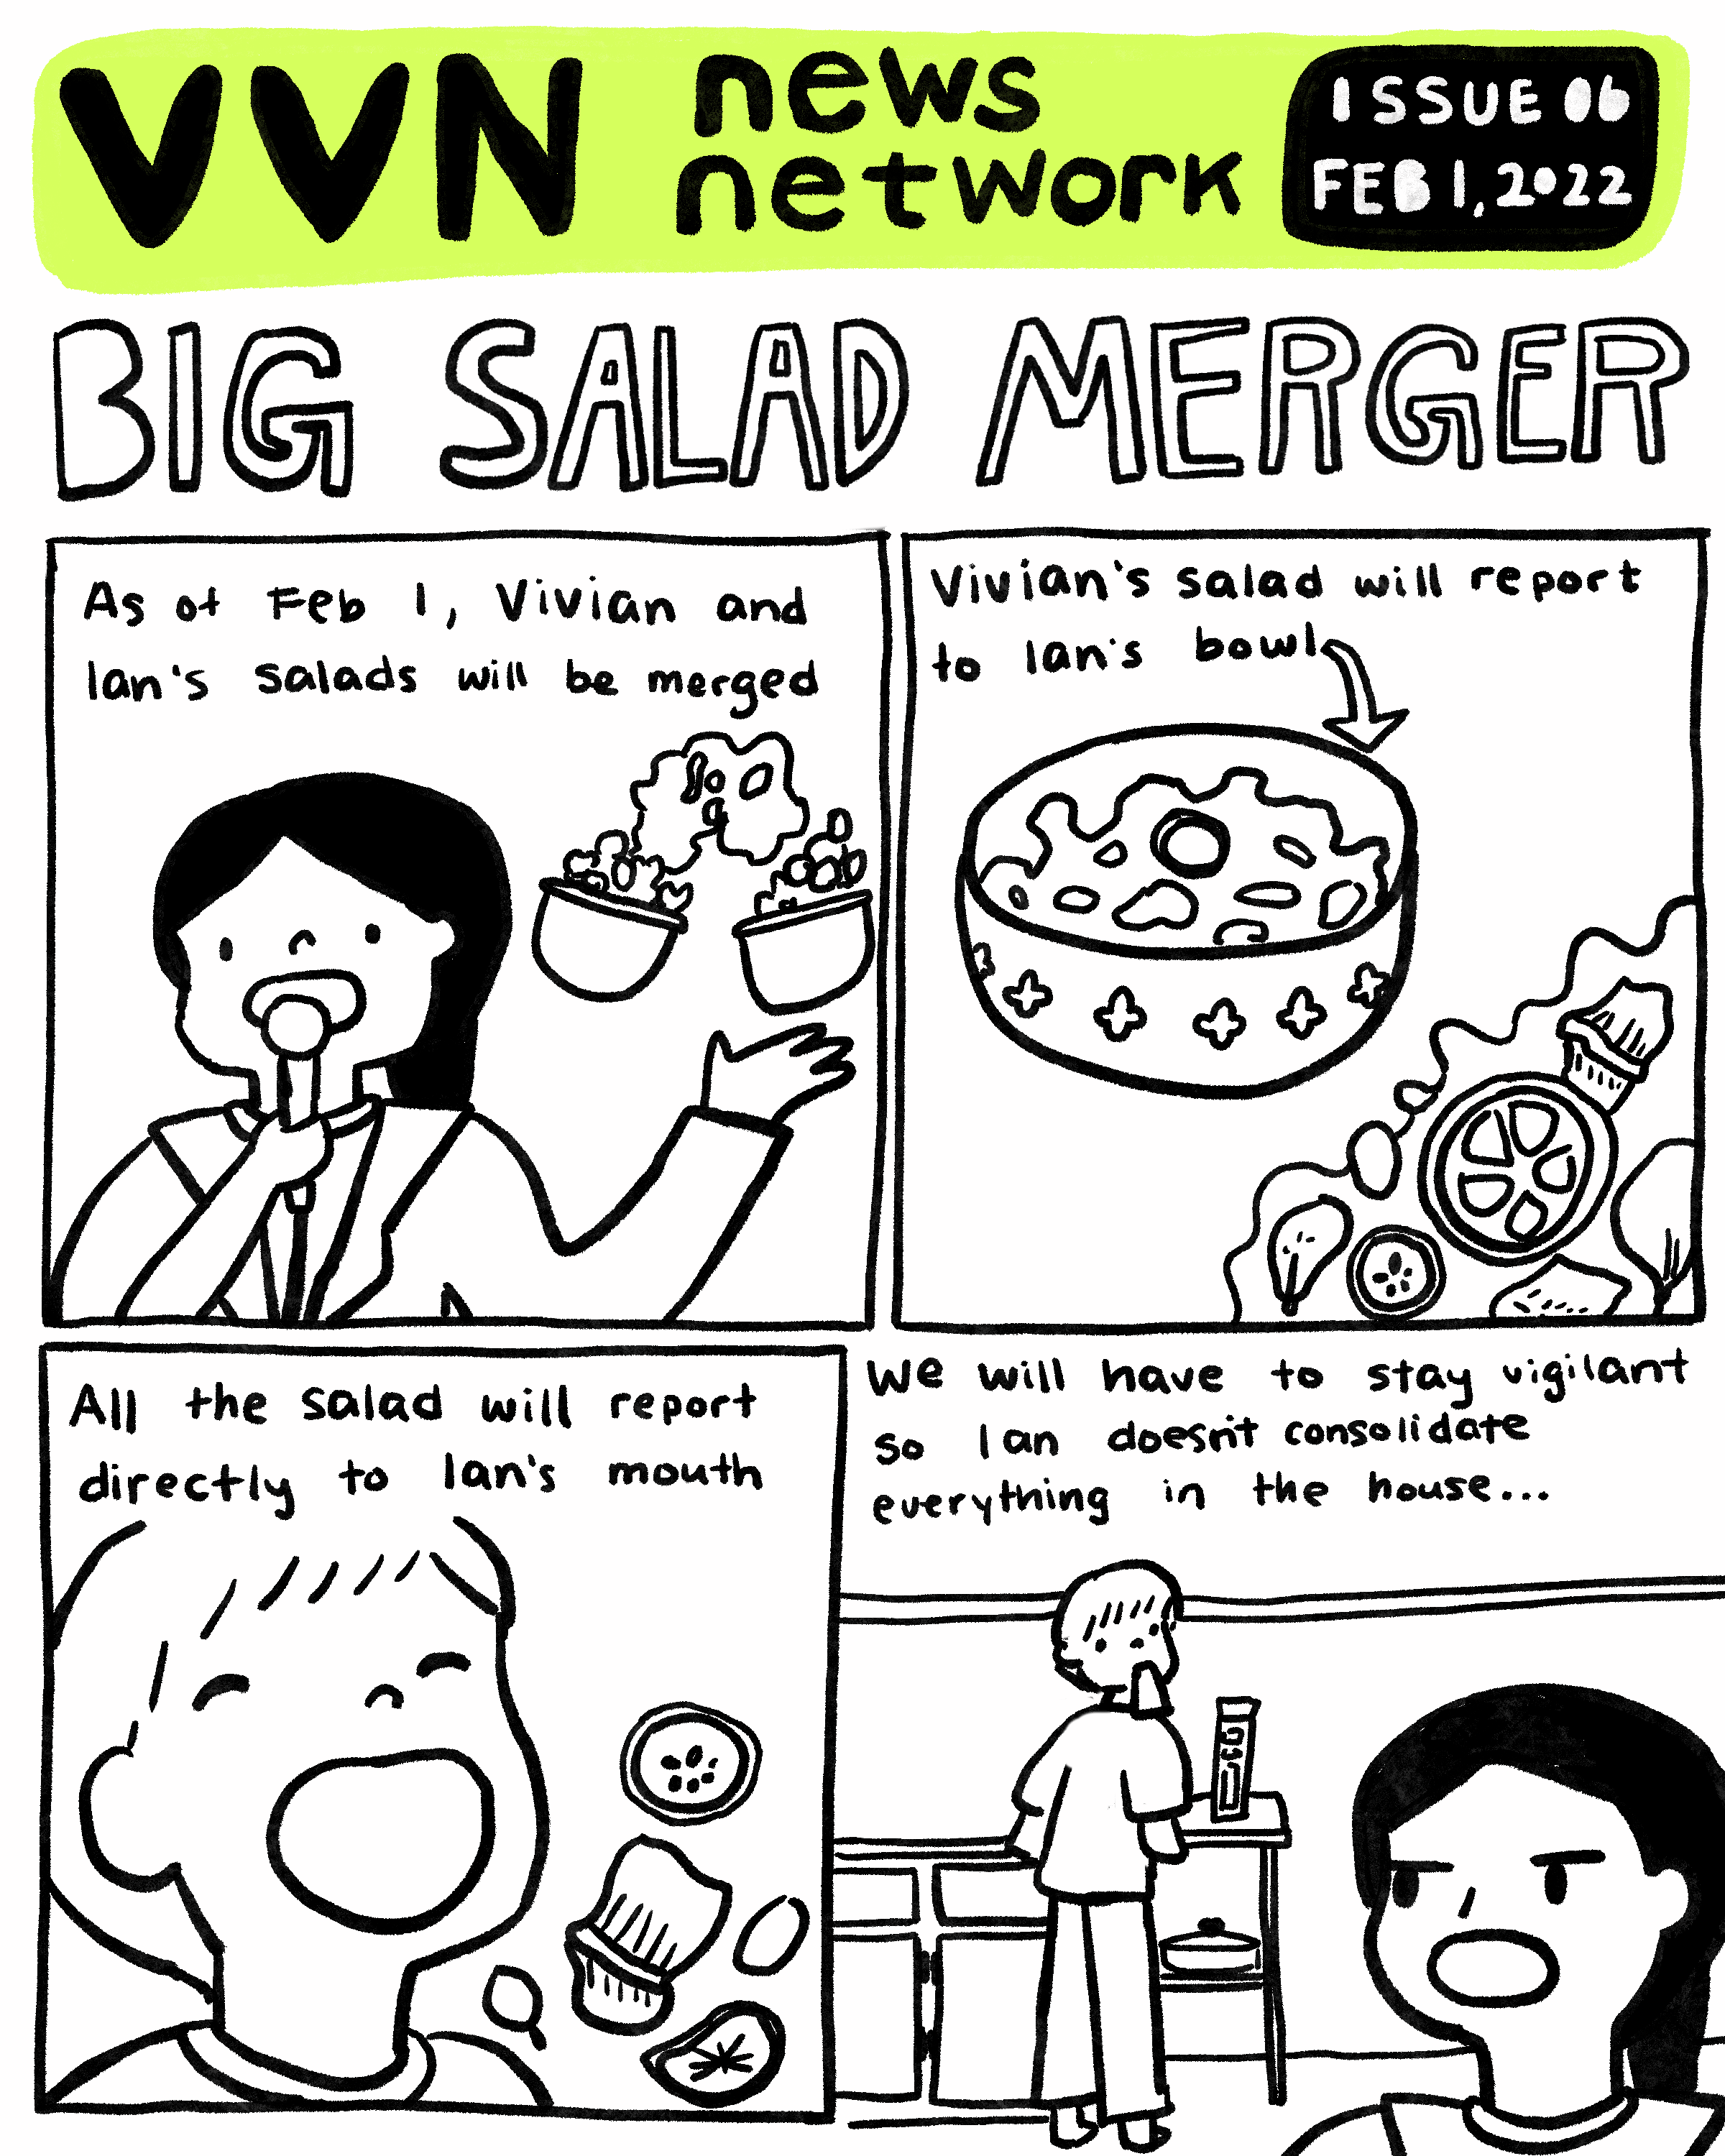 VVN news network
ISSUE 06
FEB 1, 2022
BIG SALAD MERGER
As of Feb 1, Vivian and
Ian's salads will be merged
Vivian's salad will report
to Ian's bowl
All the salad will report
directly to Ian's mouth
We will have to stay vigilant
so Ian doesn't consolidate
everything in the house...